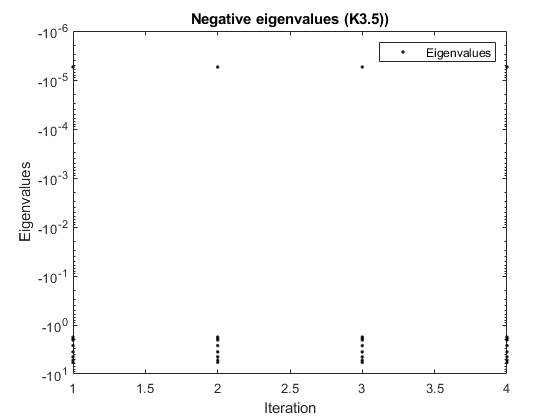 Negative eigenvalues (K3.5))
Eigenvalues
-10^-6
-10^-5
-10^-4
-10^-3
-10^-2
-10^-1
-10^0
-10^1
Eigenvalues
1 1.5 2 2.5 3 3.5 4
Iteration